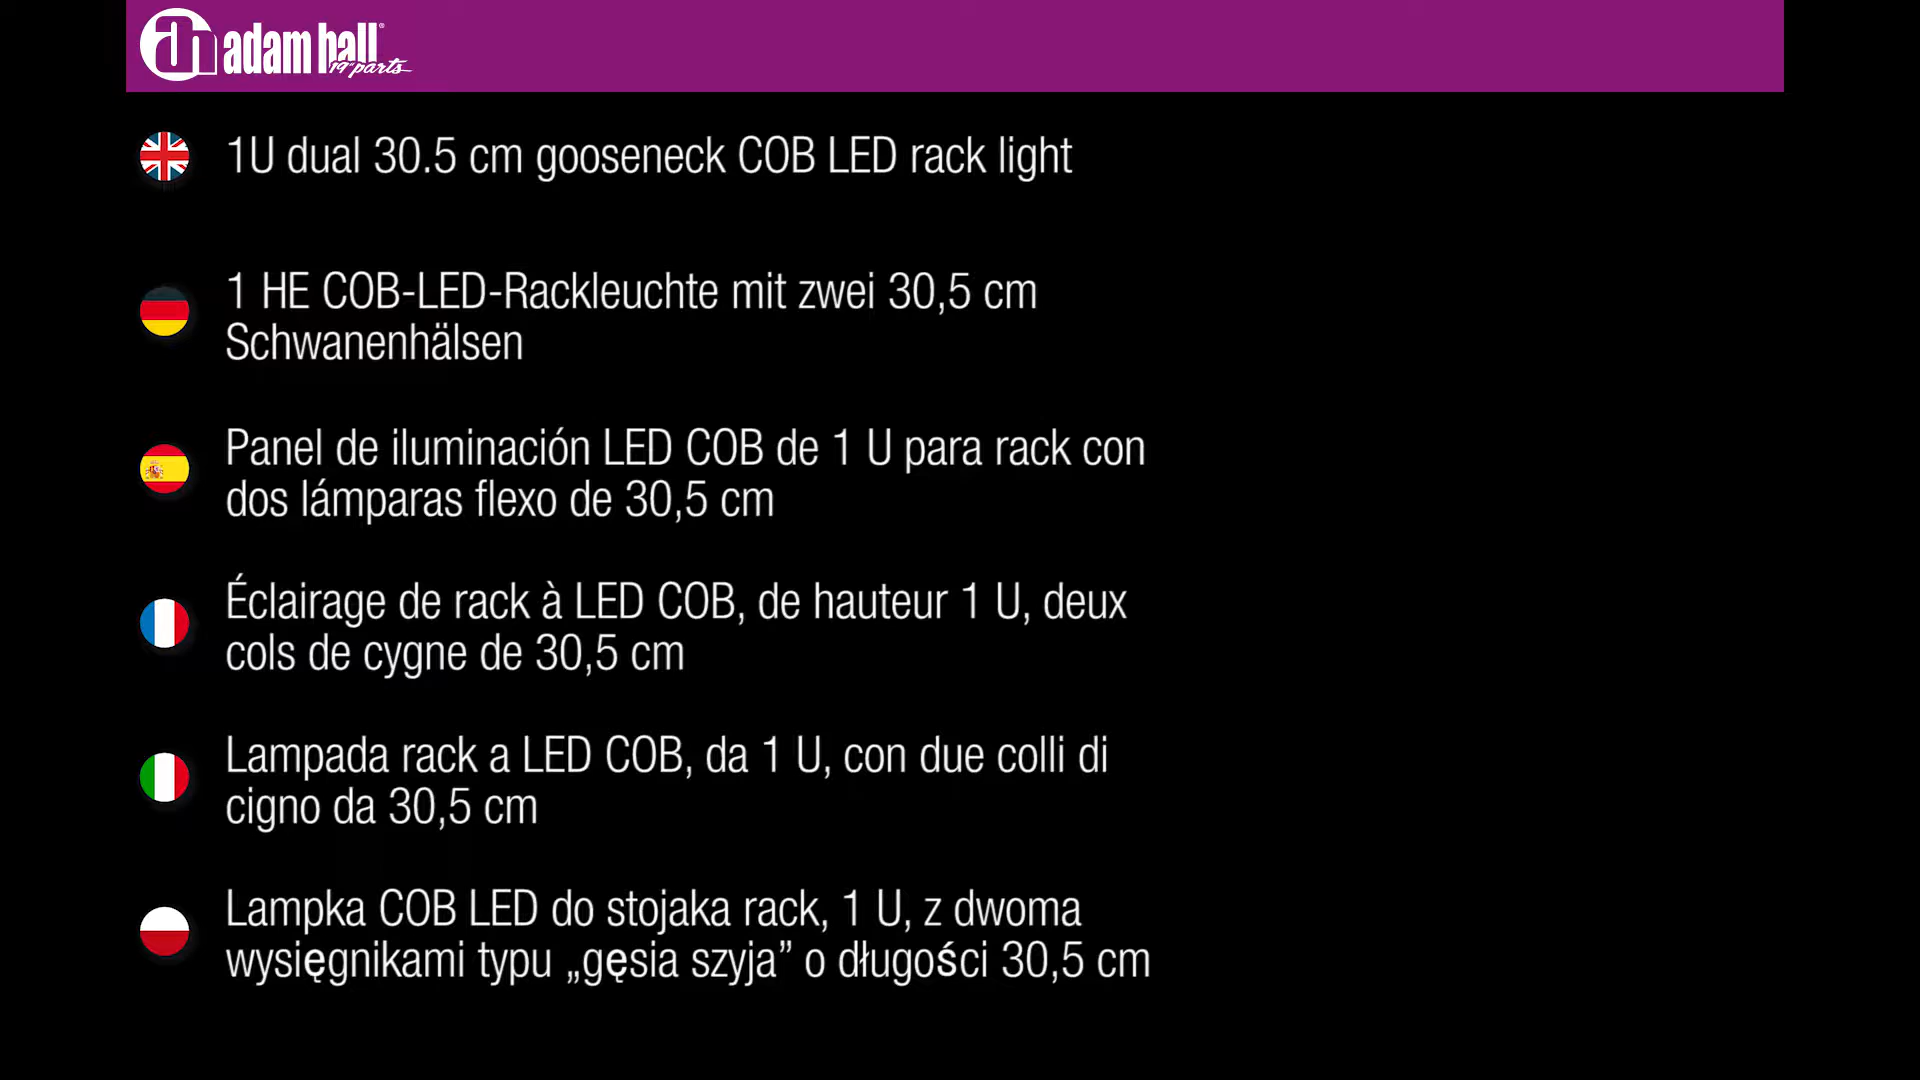 adam hall®
19" parts
1U dual 30.5 cm gooseneck COB LED rack light
1 HE COB-LED-Rackleuchte mit zwei 30,5 cm
Schwanenhälsen
Panel de iluminación LED COB de 1 U para rack con
dos lámparas flexo de 30,5 cm
Éclairage de rack à LED COB, de hauteur 1 U, deux
cols de cygne de 30,5 cm
Lampada rack a LED COB, da 1 U, con due colli di
cigno da 30,5 cm
Lampka COB LED do stojaka rack, 1 U, z dwoma
wysięgnikami typu „gęsia szyja” o długości 30,5 cm